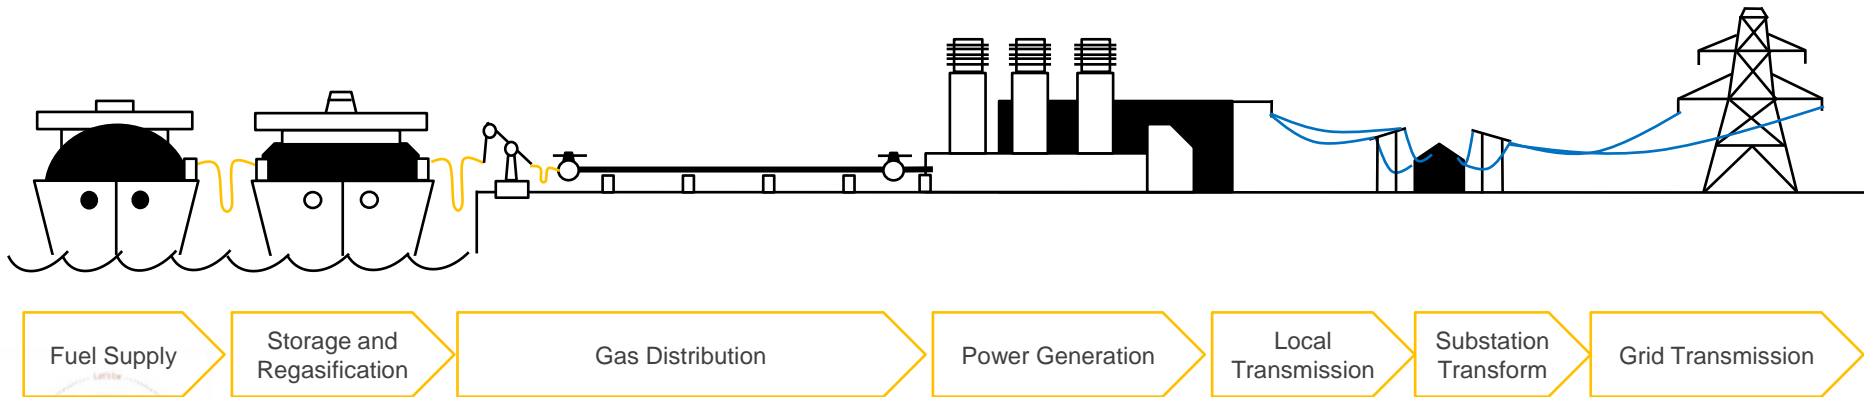 Fuel Supply
Storage and
Regasification
Gas Distribution
Power Generation
Local
Transmission
Substation
Transform
Grid Transmission